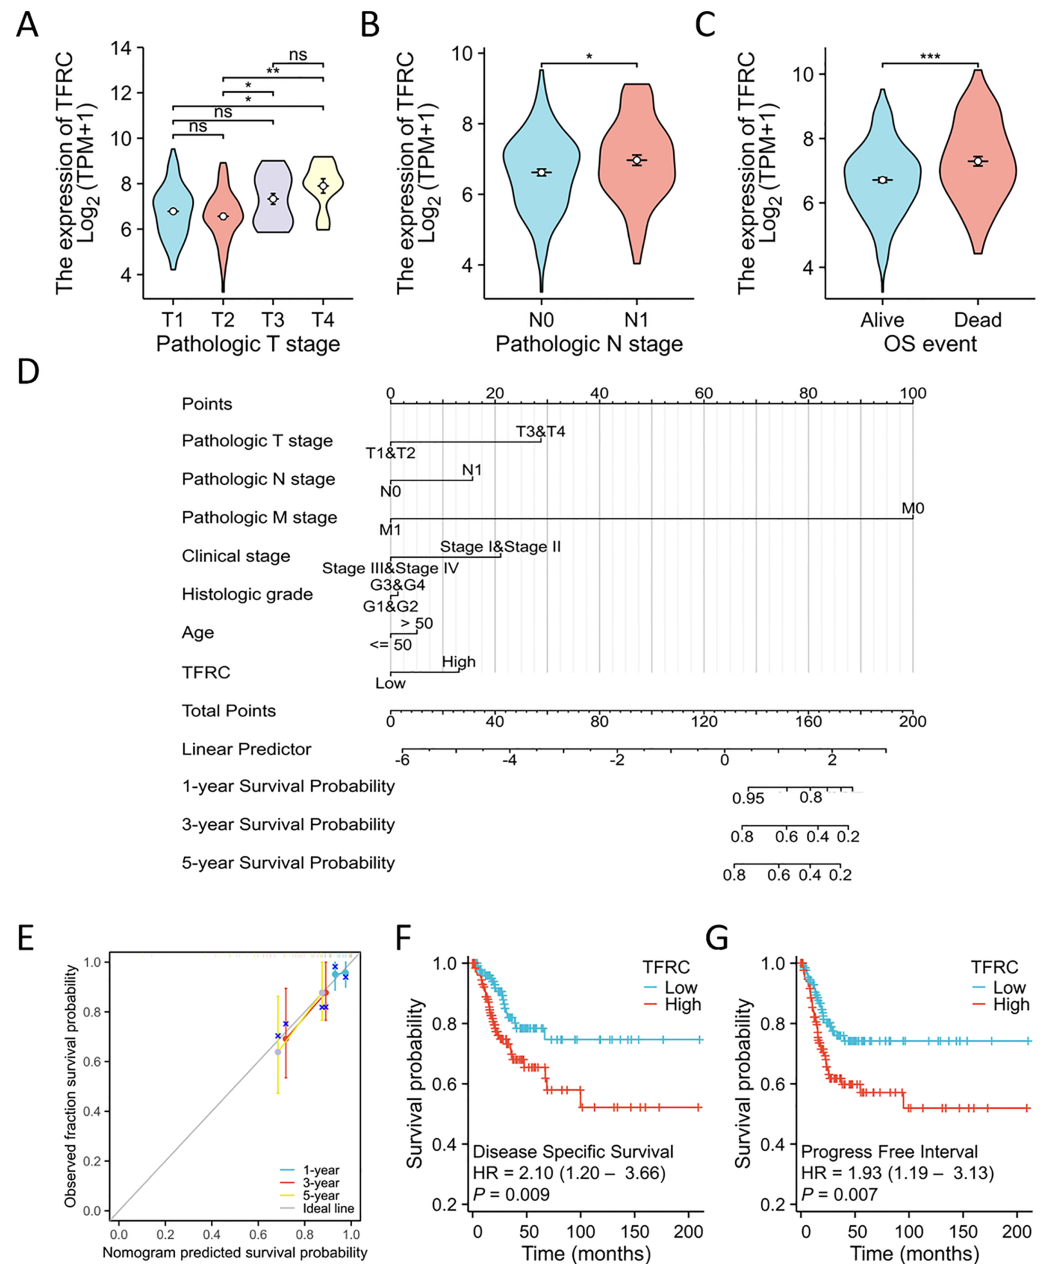 A
The expression of TFRC
Log2 (TPM+1)
14
12
10
8
6
4
ns
**
*
*
ns
ns
T1 T2 T3 T4
Pathologic T stage
B
The expression of TFRC
Log2 (TPM+1)
10
8
6
4
*
N0 N1
Pathologic N stage
C
The expression of TFRC
Log2 (TPM+1)
10
8
6
4
***
Alive Dead
OS event
D
Points 0 20 40 60 80 100
Pathologic T stage T1&T2 T3&T4
Pathologic N stage N0 N1
Pathologic M stage M1 M0
Clinical stage Stage III&Stage IV Stage I&Stage II
Histologic grade G1&G2 G3&G4
Age <= 50 > 50
TFRC Low High
Total Points 0 40 80 120 160 200
Linear Predictor -6 -4 -2 0 2
1-year Survival Probability 0.95 0.8
3-year Survival Probability 0.8 0.6 0.4 0.2
5-year Survival Probability 0.8 0.6 0.4 0.2
E
Observed fraction survival probability
1.0
0.8
0.6
0.4
0.2
0.0
1-year
3-year
5-year
Ideal line
0.0 0.2 0.4 0.6 0.8 1.0
Nomogram predicted survival probability
F
Survival probability
1.0
0.8
0.6
0.4
0.2
TFRC
Low
High
Disease Specific Survival
HR = 2.10 (1.20 – 3.66)
P = 0.009
0 50 100 150 200
Time (months)
G
Survival probability
1.0
0.8
0.6
0.4
0.2
TFRC
Low
High
Progress Free Interval
HR = 1.93 (1.19 – 3.13)
P = 0.007
0 50 100 150 200
Time (months)